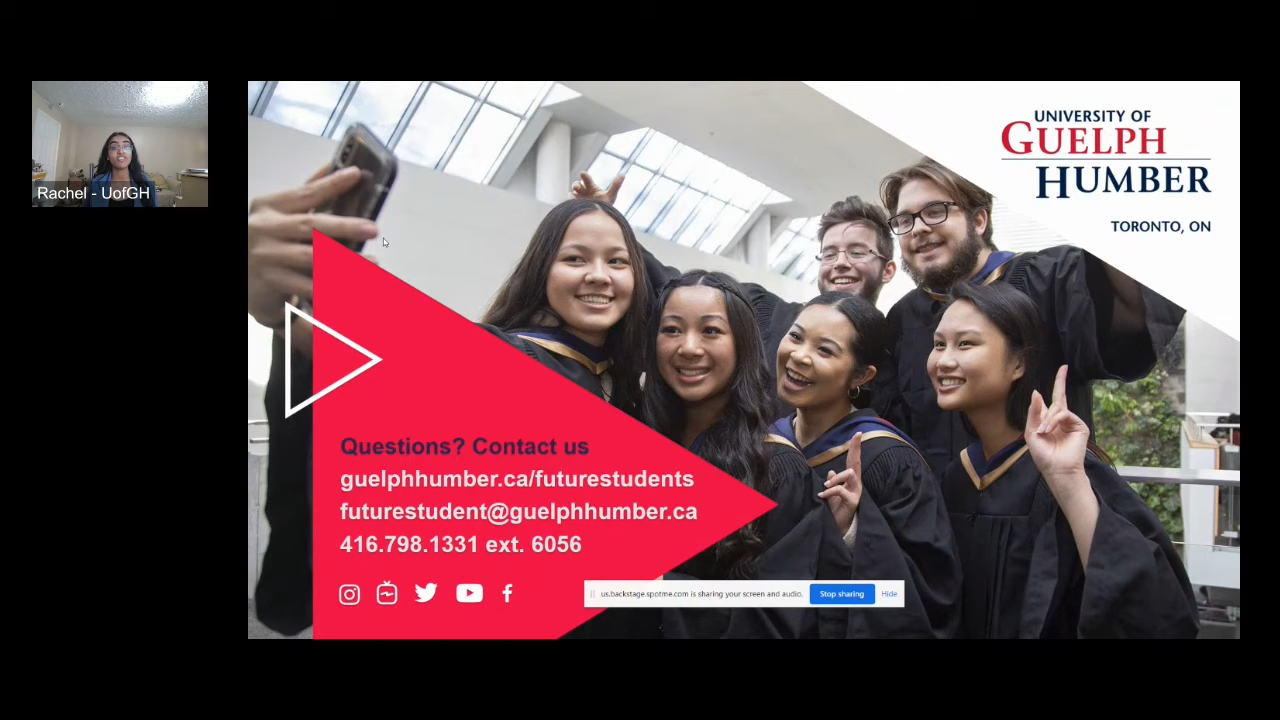 Rachel - UofGH
UNIVERSITY OF
GUELPH
HUMBER
TORONTO, ON
Questions? Contact us
guelphhumber.ca/futurestudents
futurestudent@guelphhumber.ca
416.798.1331 ext. 6056
us.backstage.spotme.com is sharing your screen and audio. Stop sharing Hide